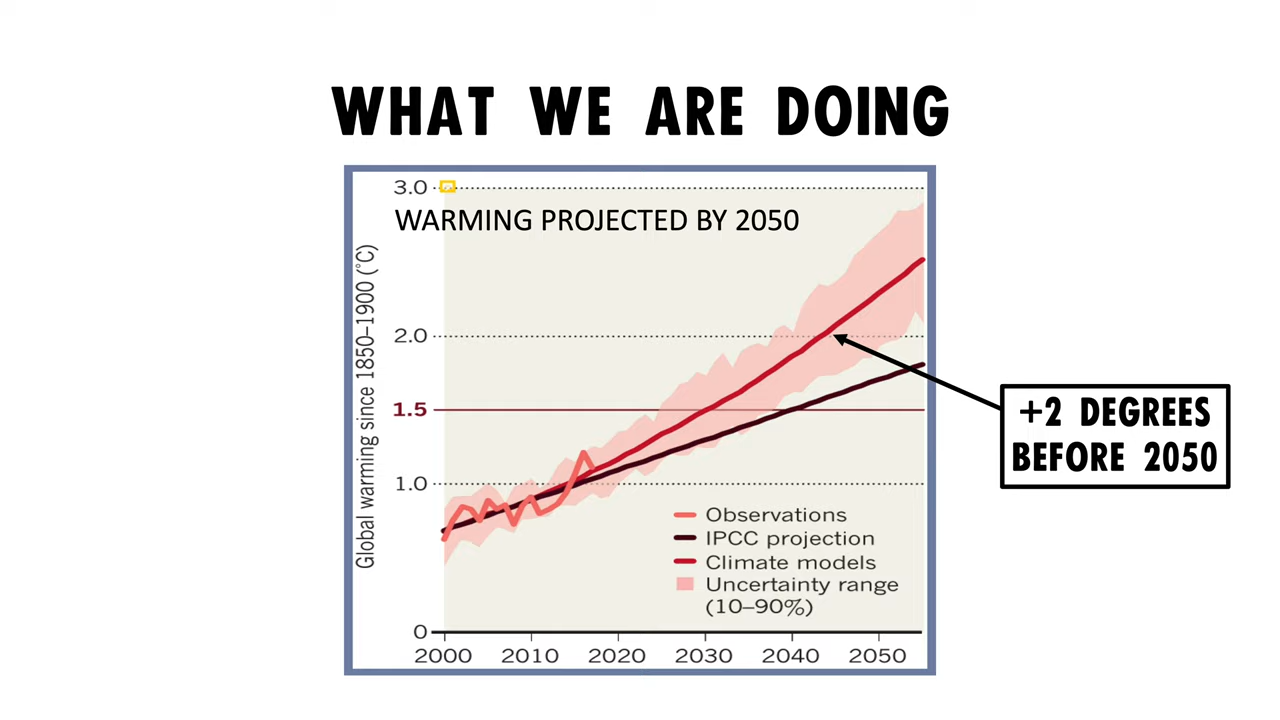 WHAT WE ARE DOING
3.0
WARMING PROJECTED BY 2050
Global warming since 1850–1900 (°C)
2.0
1.5
+2 DEGREES
BEFORE 2050
1.0
Observations
IPCC projection
Climate models
Uncertainty range
(10–90%)
0
2000 2010 2020 2030 2040 2050